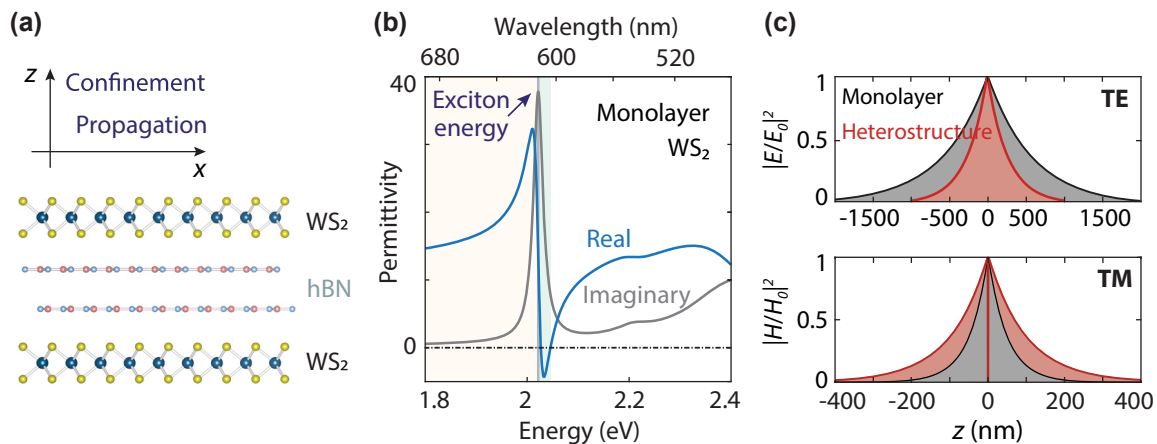 (a)
z
Confinement
Propagation
x
WS₂
hBN
WS₂
(b)
Wavelength (nm)
680 600 520
40
Exciton
energy
Monolayer
WS₂
Permittivity
Real
Imaginary
0
1.8 2 2.2 2.4
Energy (eV)
(c)
1
Monolayer
TE
Heterostructure
|E/E₀|²
0.5
0
-1500 -500 0 500 1500
1
TM
|H/H₀|²
0.5
0
-400 -200 0 200 400
z (nm)